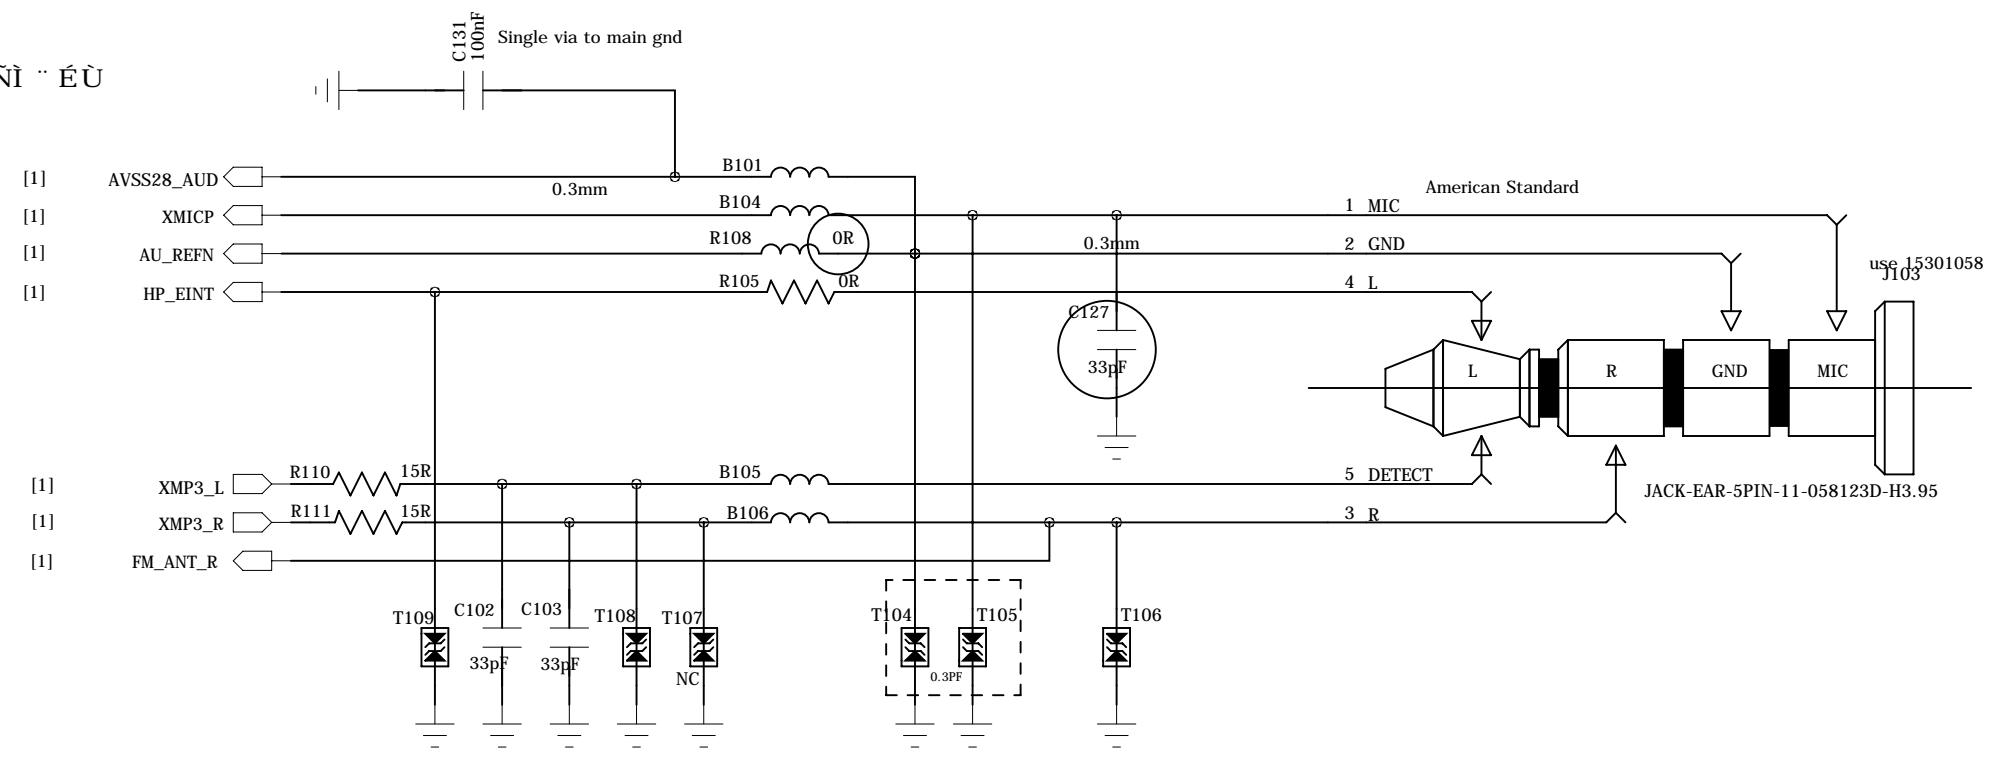 C131
100nF
Single via to main gnd
ÑÌ ¨ ÉÙ
[1] AVSS28_AUD
B101
0.3mm
American Standard
[1] XMICP
B104
1 MIC
[1] AU_REFN
R108
0R
0.3mm
2 GND
use 15301058
J103
[1] HP_EINT
R105
0R
4 L
C127
33pF
L
R
GND
MIC
[1] XMP3_L
R110
15R
B105
5 DETECT
JACK-EAR-5PIN-11-058123D-H3.95
[1] XMP3_R
R111
15R
B106
3 R
[1] FM_ANT_R
T109
C102
C103
T108
T107
T104
T105
T106
33pF
33pF
NC
0.3PF